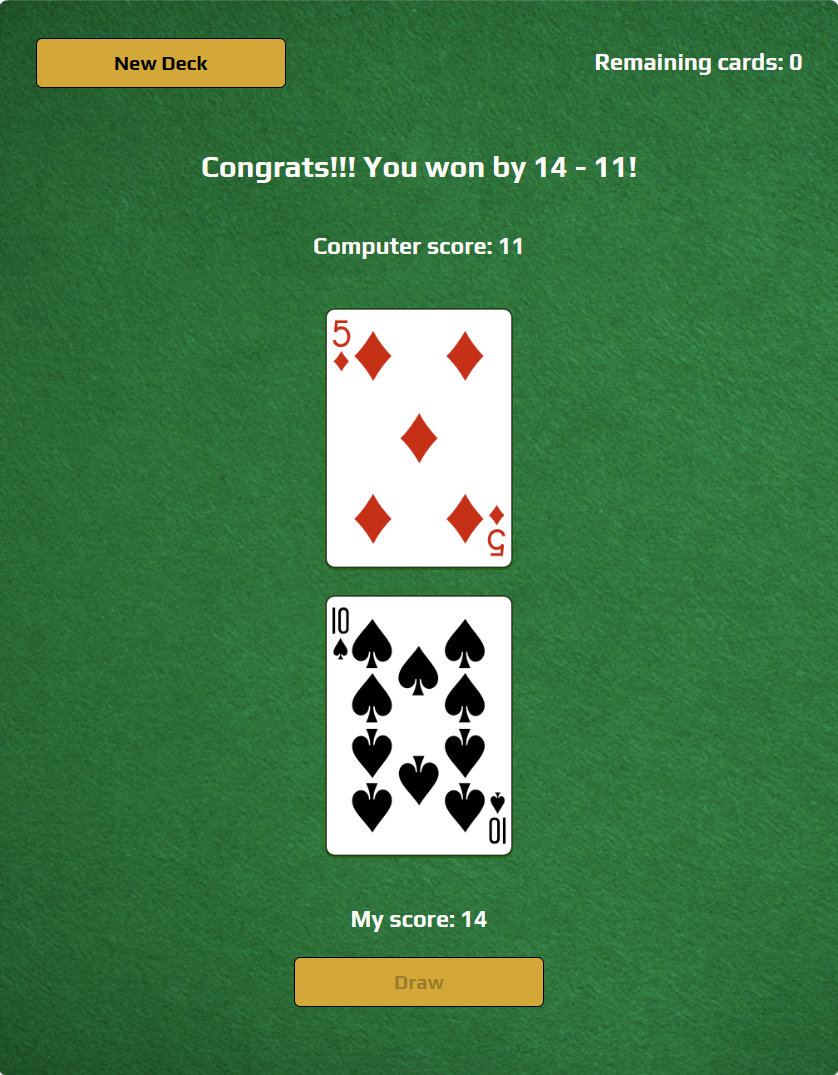 New Deck
Remaining cards: 0
Congrats!!! You won by 14 - 11!
Computer score: 11
5
5
10
10
My score: 14
Draw